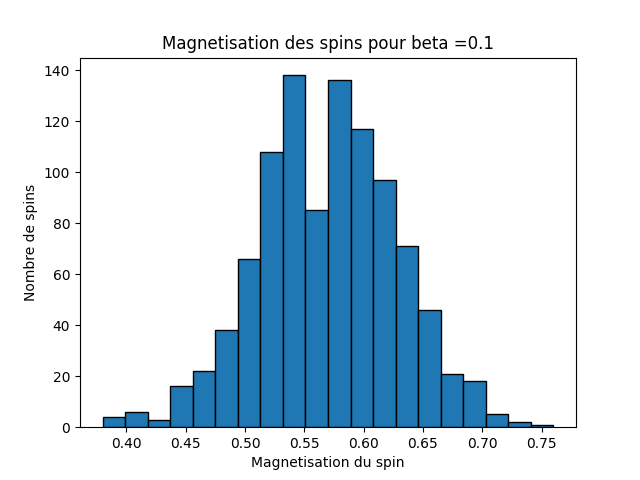 Magnetisation des spins pour beta =0.1
Nombre de spins
140
120
100
80
60
40
20
0
0.40 0.45 0.50 0.55 0.60 0.65 0.70 0.75
Magnetisation du spin